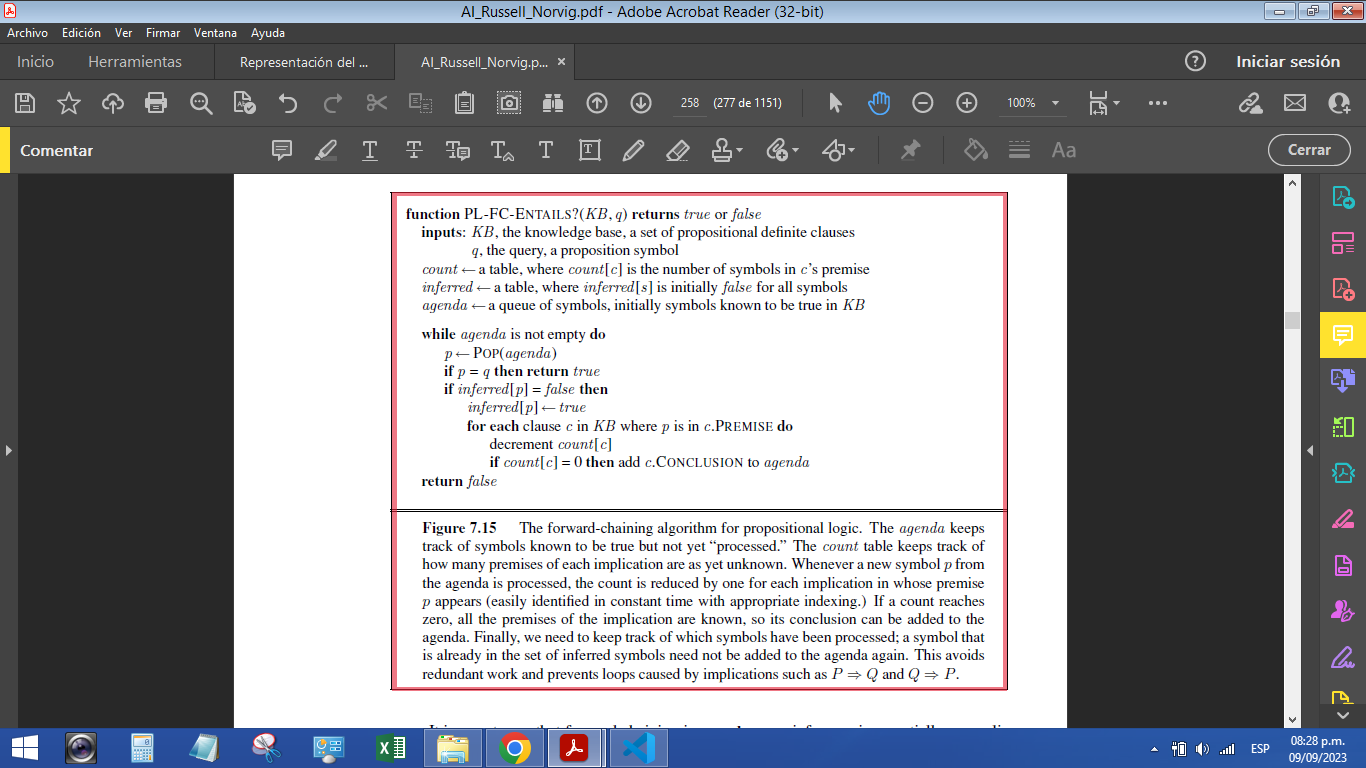 AI_Russell_Norvig.pdf - Adobe Acrobat Reader (32-bit)
Archivo Edición Ver Firmar Ventana Ayuda
Inicio Herramientas Representación del ... AI_Russell_Norvig.p... × Iniciar sesión
258 (277 de 1151) 100%
Comentar Aa Cerrar
function PL-FC-ENTAILS?(KB, q) returns true or false
inputs: KB, the knowledge base, a set of propositional definite clauses
q, the query, a proposition symbol
count ← a table, where count[c] is the number of symbols in c's premise
inferred ← a table, where inferred[s] is initially false for all symbols
agenda ← a queue of symbols, initially symbols known to be true in KB
while agenda is not empty do
p ← POP(agenda)
if p = q then return true
if inferred[p] = false then
inferred[p] ← true
for each clause c in KB where p is in c.PREMISE do
decrement count[c]
if count[c] = 0 then add c.CONCLUSION to agenda
return false
Figure 7.15 The forward-chaining algorithm for propositional logic. The agenda keeps
track of symbols known to be true but not yet “processed.” The count table keeps track of
how many premises of each implication are as yet unknown. Whenever a new symbol p from
the agenda is processed, the count is reduced by one for each implication in whose premise
p appears (easily identified in constant time with appropriate indexing.) If a count reaches
zero, all the premises of the implication are known, so its conclusion can be added to the
agenda. Finally, we need to keep track of which symbols have been processed; a symbol that
is already in the set of inferred symbols need not be added to the agenda again. This avoids
redundant work and prevents loops caused by implications such as P ⇒ Q and Q ⇒ P.
ESP
08:28 p.m.
09/09/2023